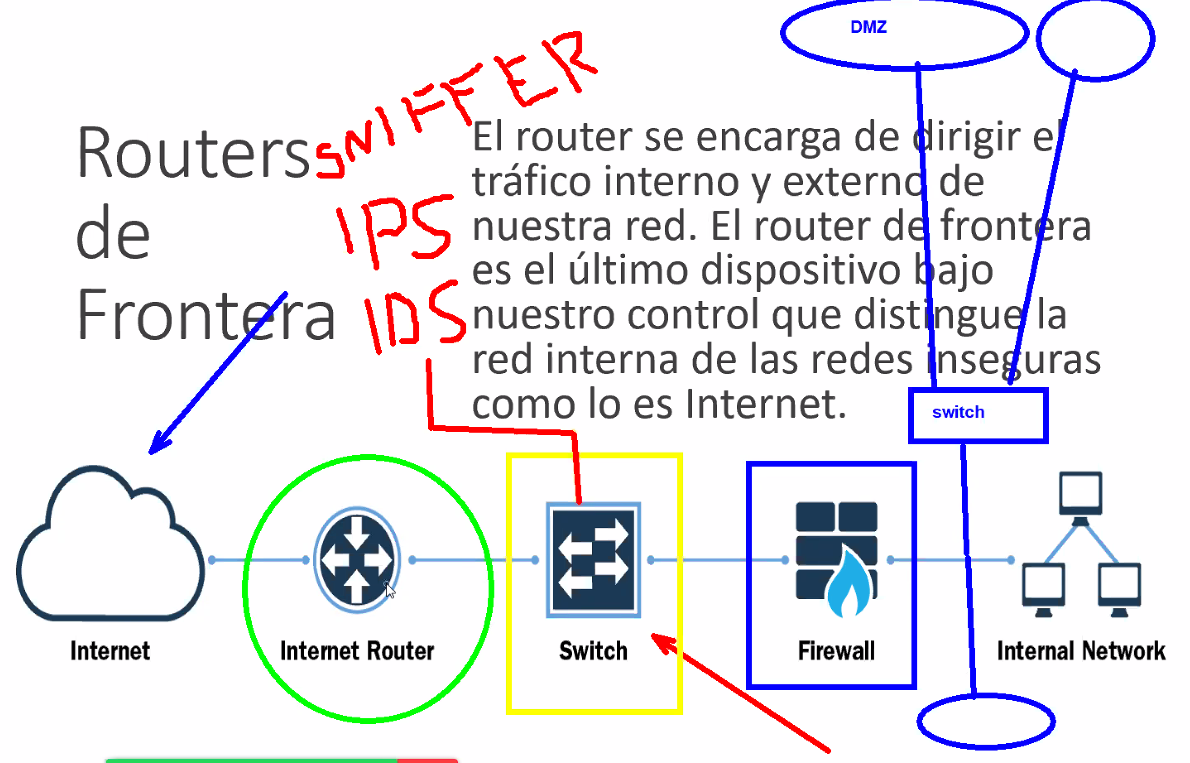 DMZ
SNIFFER
Routers
de
Frontera
IPS
IDS
El router se encarga de dirigir el
tráfico interno y externo de
nuestra red. El router de frontera
es el último dispositivo bajo
nuestro control que distingue la
red interna de las redes inseguras
como lo es Internet.
switch
Internet
Internet Router
Switch
Firewall
Internal Network